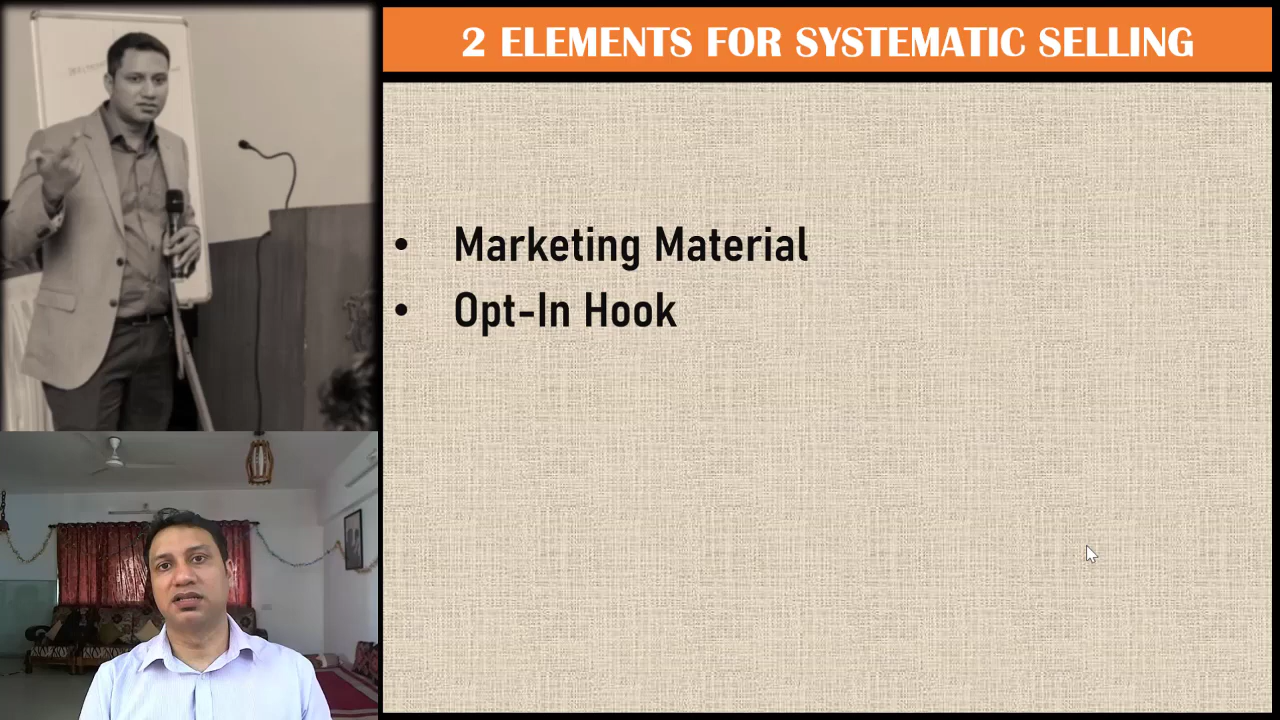 2 ELEMENTS FOR SYSTEMATIC SELLING
• Marketing Material
• Opt-In Hook